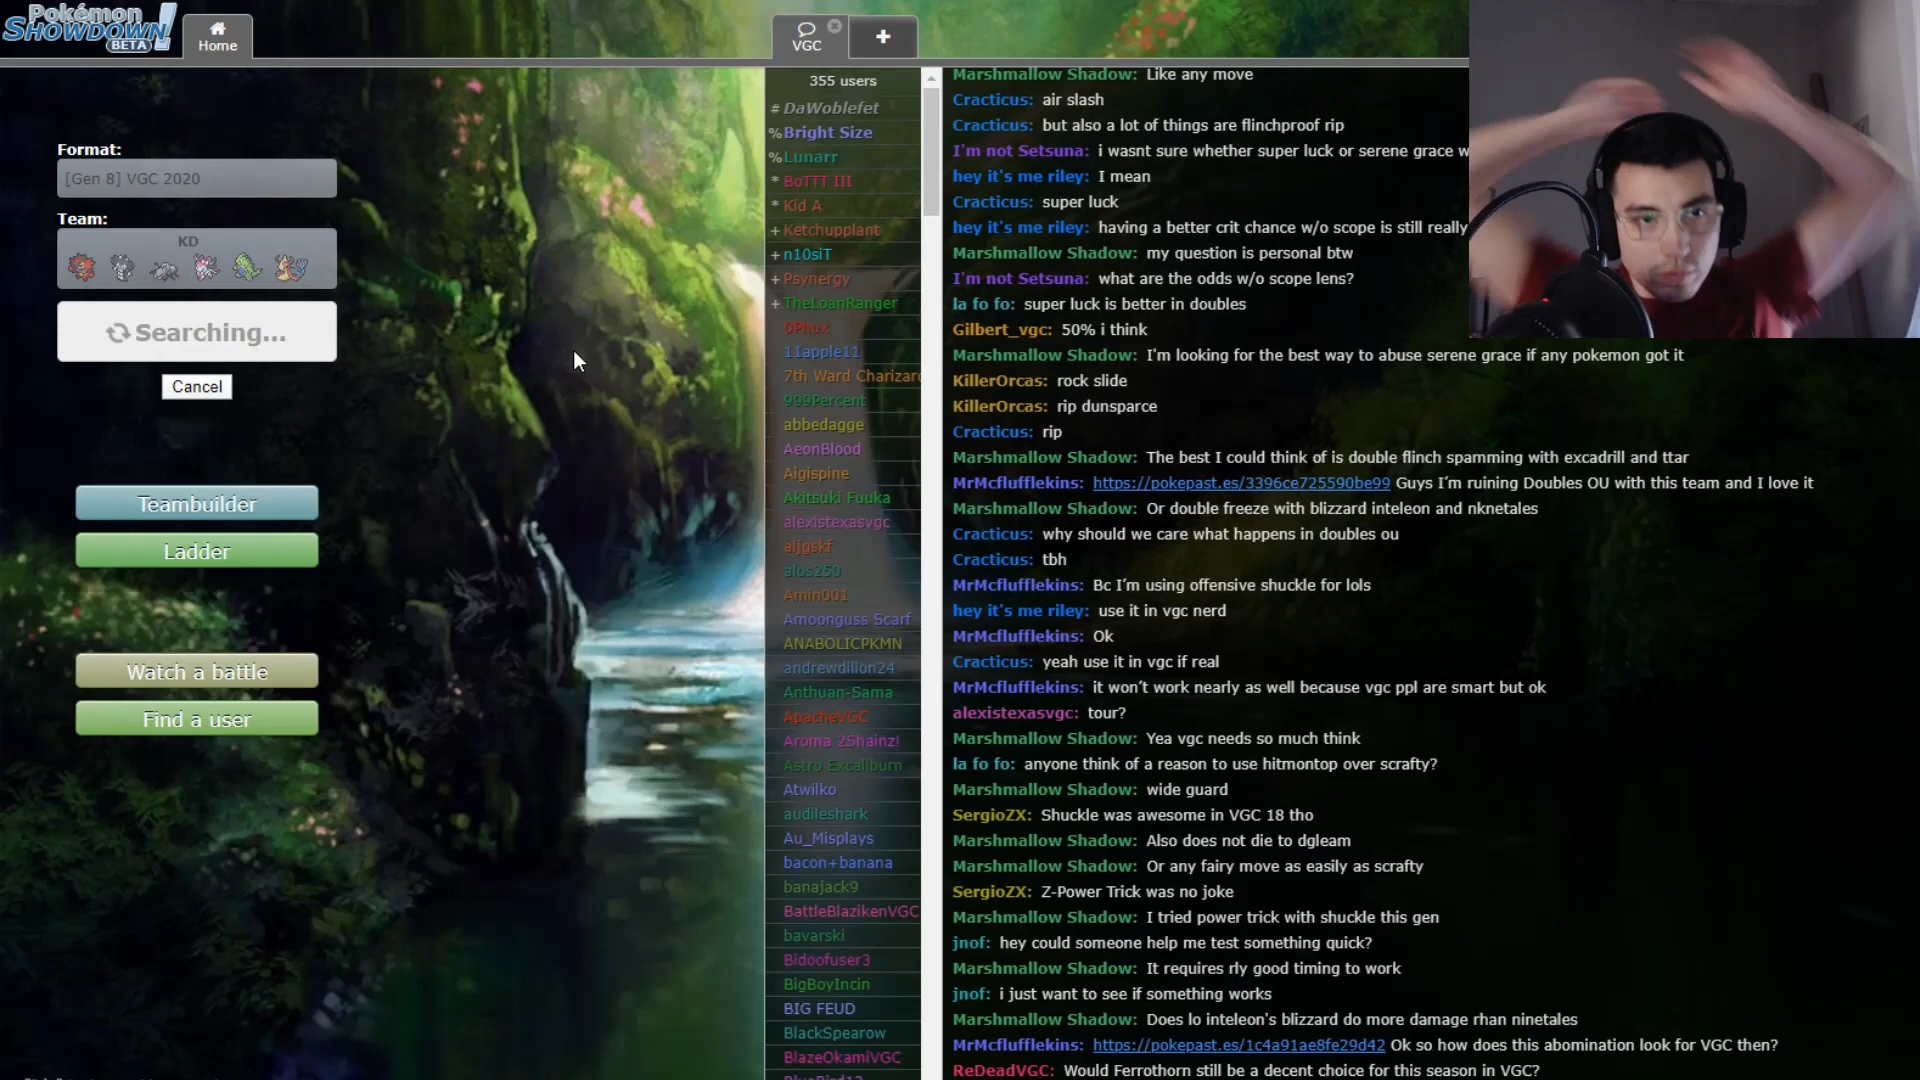 Pokémon
SHOWDOWN!
BETA
Home
VGC
Format:
[Gen 8] VGC 2020
Team:
KD
Searching...
Cancel
Teambuilder
Ladder
Watch a battle
Find a user
355 users
# DaWoblefet
% Bright Size
% Lunarr
* BoTTT III
* Kid A
+ Ketchupplant
+ n10siT
+ Psynergy
+ TheLoanRanger
0Phux
11apple11
7th Ward Charizard
999Percent
abbedagge
AeonBlood
Aigispine
Akitsuki Fuuka
alexistexasvgc
aljgskf
alos250
Amin001
Amoonguss Scarf
ANABOLICPKMN
andrewdillon24
Anthuan-Sama
ApacheVGC
Aroma 2Shainz!
Astro Excaliburn
Atwilko
audileshark
Au_Misplays
bacon+banana
banajack9
BattleBlazikenVGC
bavarski
Bidoofuser3
BigBoyIncin
BIG FEUD
BlackSpearow
BlazeOkamiVGC
Marshmallow Shadow: Like any move
Cracticus: air slash
Cracticus: but also a lot of things are flinchproof rip
I'm not Setsuna: i wasnt sure whether super luck or serene grace w
hey it's me riley: I mean
Cracticus: super luck
hey it's me riley: having a better crit chance w/o scope is still really
Marshmallow Shadow: my question is personal btw
I'm not Setsuna: what are the odds w/o scope lens?
la fo fo: super luck is better in doubles
Gilbert_vgc: 50% i think
Marshmallow Shadow: I'm looking for the best way to abuse serene grace if any pokemon got it
KillerOrcas: rock slide
KillerOrcas: rip dunsparce
Cracticus: rip
Marshmallow Shadow: The best I could think of is double flinch spamming with excadrill and ttar
MrMcflufflekins: https://pokepast.es/3396ce725590be99 Guys I'm ruining Doubles OU with this team and I love it
Marshmallow Shadow: Or double freeze with blizzard inteleon and nknetales
Cracticus: why should we care what happens in doubles ou
Cracticus: tbh
MrMcflufflekins: Bc I'm using offensive shuckle for lols
hey it's me riley: use it in vgc nerd
MrMcflufflekins: Ok
Cracticus: yeah use it in vgc if real
MrMcflufflekins: it won't work nearly as well because vgc ppl are smart but ok
alexistexasvgc: tour?
Marshmallow Shadow: Yea vgc needs so much think
la fo fo: anyone think of a reason to use hitmontop over scrafty?
Marshmallow Shadow: wide guard
SergioZX: Shuckle was awesome in VGC 18 tho
Marshmallow Shadow: Also does not die to dgleam
Marshmallow Shadow: Or any fairy move as easily as scrafty
SergioZX: Z-Power Trick was no joke
Marshmallow Shadow: I tried power trick with shuckle this gen
jnof: hey could someone help me test something quick?
Marshmallow Shadow: It requires rly good timing to work
jnof: i just want to see if something works
Marshmallow Shadow: Does lo inteleon's blizzard do more damage rhan ninetales
MrMcflufflekins: https://pokepast.es/1c4a91ae8fe29d42 Ok so how does this abomination look for VGC then?
ReDeadVGC: Would Ferrothorn still be a decent choice for this season in VGC?